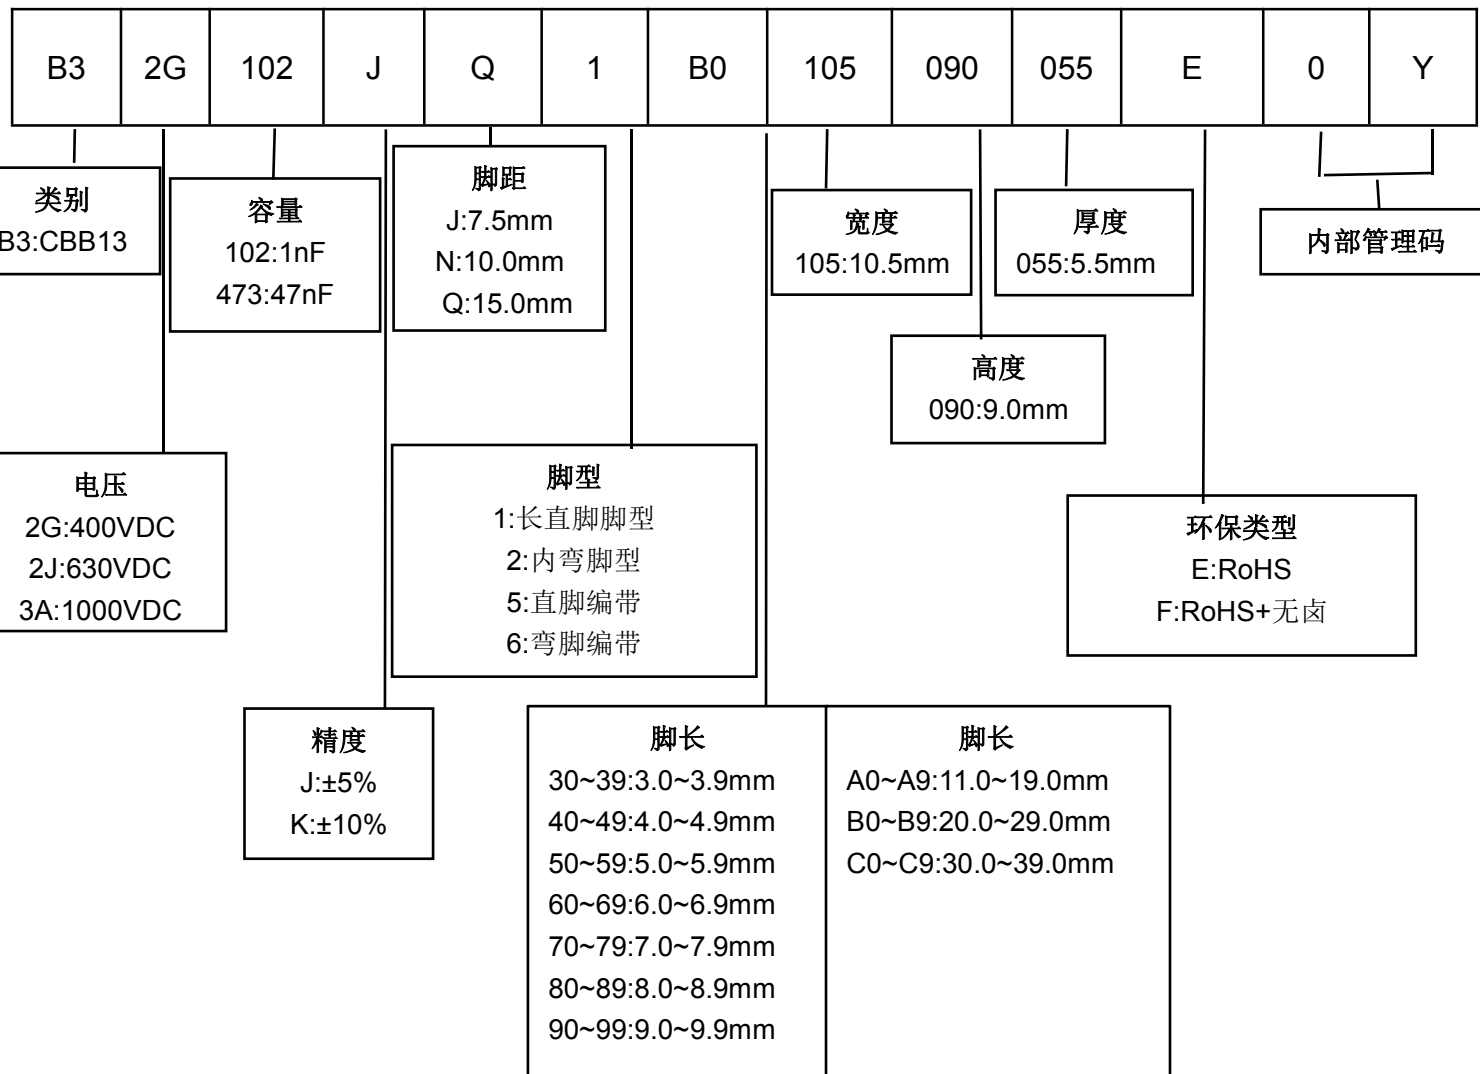 B3 2G 102 J Q 1 B0 105 090 055 E 0 Y
类别
B3:CBB13
容量
102:1nF
473:47nF
脚距
J:7.5mm
N:10.0mm
Q:15.0mm
宽度
105:10.5mm
厚度
055:5.5mm
内部管理码
高度
090:9.0mm
电压
2G:400VDC
2J:630VDC
3A:1000VDC
脚型
1:长直脚脚型
2:内弯脚型
5:直脚编带
6:弯脚编带
环保类型
E:RoHS
F:RoHS+无卤
精度
J:±5%
K:±10%
脚长
30~39:3.0~3.9mm
40~49:4.0~4.9mm
50~59:5.0~5.9mm
60~69:6.0~6.9mm
70~79:7.0~7.9mm
80~89:8.0~8.9mm
90~99:9.0~9.9mm
脚长
A0~A9:11.0~19.0mm
B0~B9:20.0~29.0mm
C0~C9:30.0~39.0mm